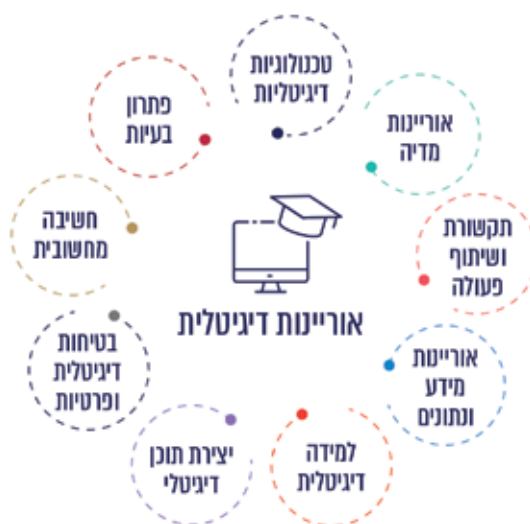 טכנולוגיות
דיגיטליות
אוריינות
מדיה
תקשורת
ושיתוף
פעולה
אוריינות
מידע
ונתונים
למידה
דיגיטלית
יצירת תוכן
דיגיטלי
בטיחות
דיגיטלית
ופרטיות
חשיבה
מחשובית
פתרון
בעיות
אוריינות דיגיטלית